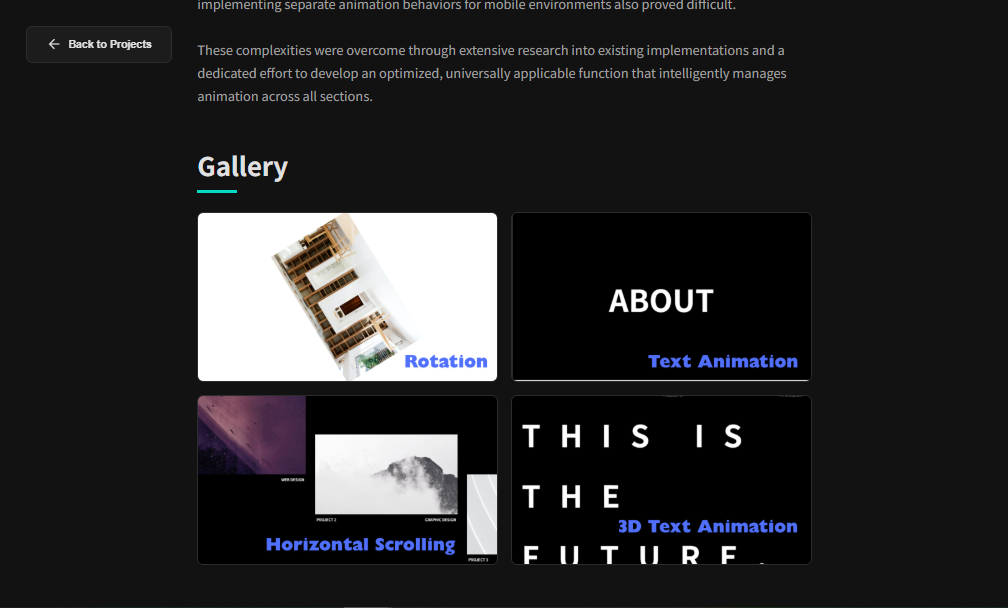 implementing separate animation behaviors for mobile environments also proved difficult.
← Back to Projects
These complexities were overcome through extensive research into existing implementations and a
dedicated effort to develop an optimized, universally applicable function that intelligently manages
animation across all sections.
Gallery
Rotation
ABOUT
Text Animation
WEB DESIGN
PROJECT 2
GRAPHIC DESIGN
Horizontal Scrolling
PROJECT 3
THIS IS
THE
3D Text Animation
FUTURE.